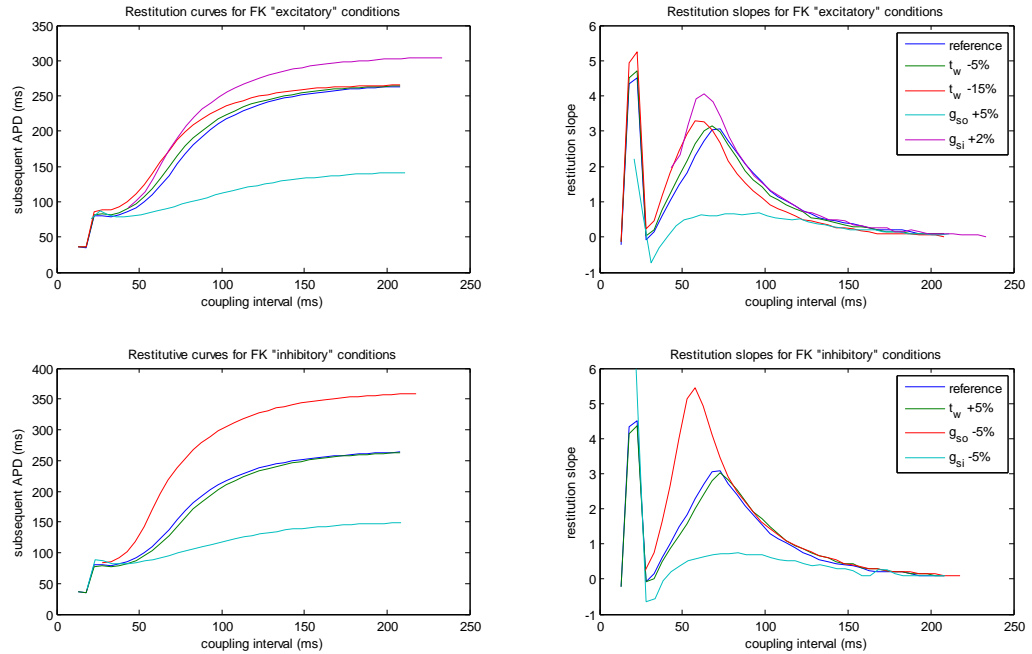 Restitution curves for FK "excitatory" conditions
350
300
250
200
150
100
50
0
subsequent APD (ms)
0 50 100 150 200 250
coupling interval (ms)
Restitution slopes for FK "excitatory" conditions
6
5
4
3
2
1
0
-1
restitution slope
reference
t_w -5%
t_w -15%
g_so +5%
g_si +2%
0 50 100 150 200 250
coupling interval (ms)
Restitutive curves for FK "inhibitory" conditions
400
350
300
250
200
150
100
50
0
subsequent APD (ms)
0 50 100 150 200 250
coupling interval (ms)
Restitution slopes for FK "inhibitory" conditions
6
5
4
3
2
1
0
-1
restitution slope
reference
t_w +5%
g_so -5%
g_si -5%
0 50 100 150 200 250
coupling interval (ms)